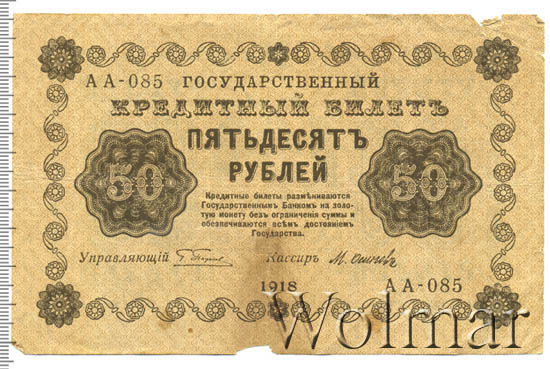 АА-085 ГОСУДАРСТВЕННЫЙ
КРЕДИТНЫЙ БИЛЕТЪ
ПЯТЬДЕСЯТЪ
РУБЛЕЙ
50 50
Кредитные билеты размѣниваются
Государственнымъ Банкомъ на золо-
тую монету безъ ограниченія суммы и
обезпечиваются всѣмъ достояніемъ
Государства.
Управляющій Кассиръ
1918 АА-085
Wolmar